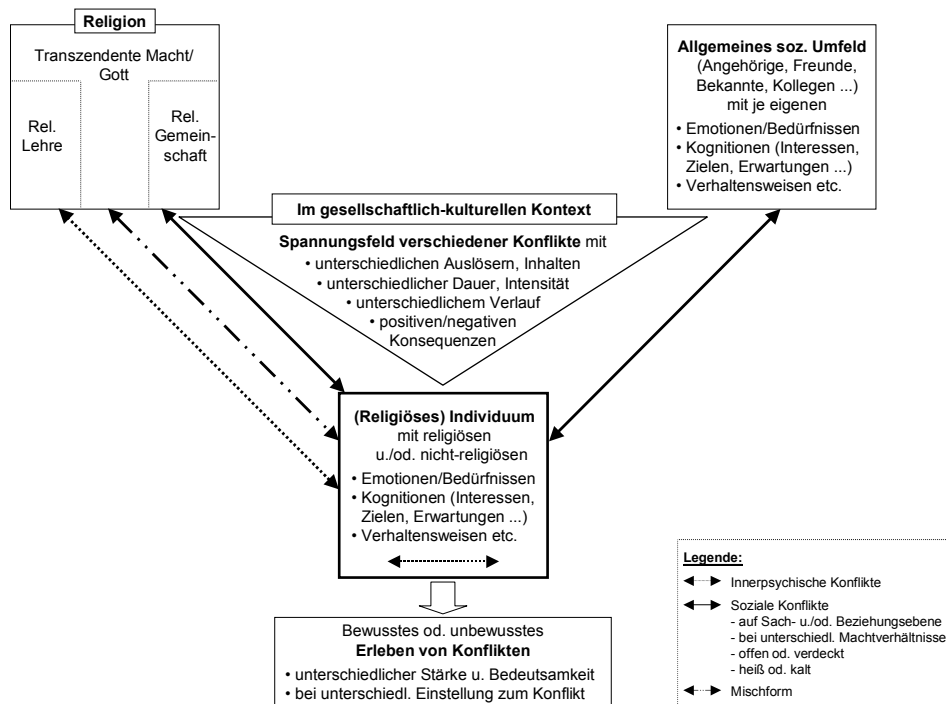 Religion
Transzendente Macht/
Gott
Rel.
Lehre
Rel.
Gemein-
schaft
Allgemeines soz. Umfeld
(Angehörige, Freunde,
Bekannte, Kollegen ...)
mit je eigenen
• Emotionen/Bedürfnissen
• Kognitionen (Interessen,
Zielen, Erwartungen ...)
• Verhaltensweisen etc.
Im gesellschaftlich-kulturellen Kontext
Spannungsfeld verschiedener Konflikte mit
• unterschiedlichen Auslösern, Inhalten
• unterschiedlicher Dauer, Intensität
• unterschiedlichem Verlauf
• positiven/negativen
Konsequenzen
(Religiöses) Individuum
mit religiösen
u./od. nicht-religiösen
• Emotionen/Bedürfnissen
• Kognitionen (Interessen,
Zielen, Erwartungen ...)
• Verhaltensweisen etc.
Bewusstes od. unbewusstes
Erleben von Konflikten
• unterschiedlicher Stärke u. Bedeutsamkeit
• bei unterschiedl. Einstellung zum Konflikt
Legende:
Innerpsychische Konflikte
Soziale Konflikte
- auf Sach- u./od. Beziehungsebene
- bei unterschiedl. Machtverhältnisse
- offen od. verdeckt
- heiß od. kalt
Mischform